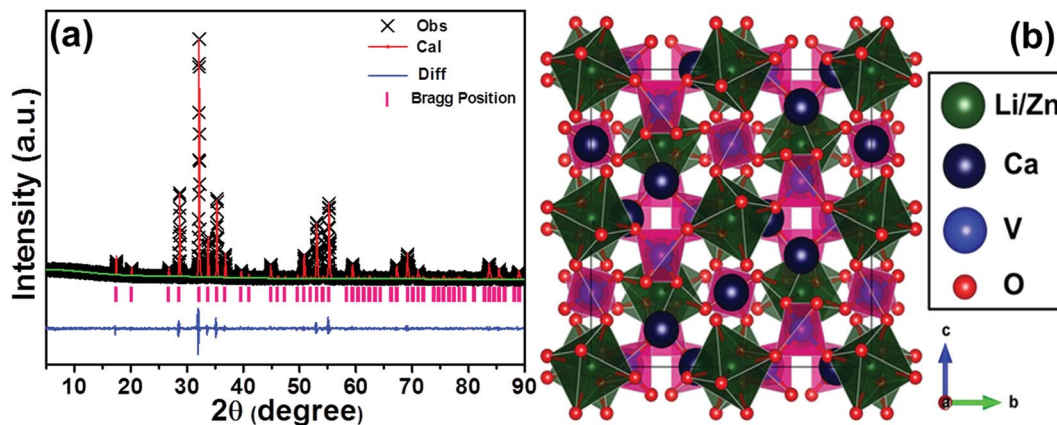 (a)
Obs
Cal
Diff
Bragg Position
Intensity (a.u.)
10 20 30 40 50 60 70 80 90
2θ (degree)
(b)
Li/Zn
Ca
V
O
c
a
b